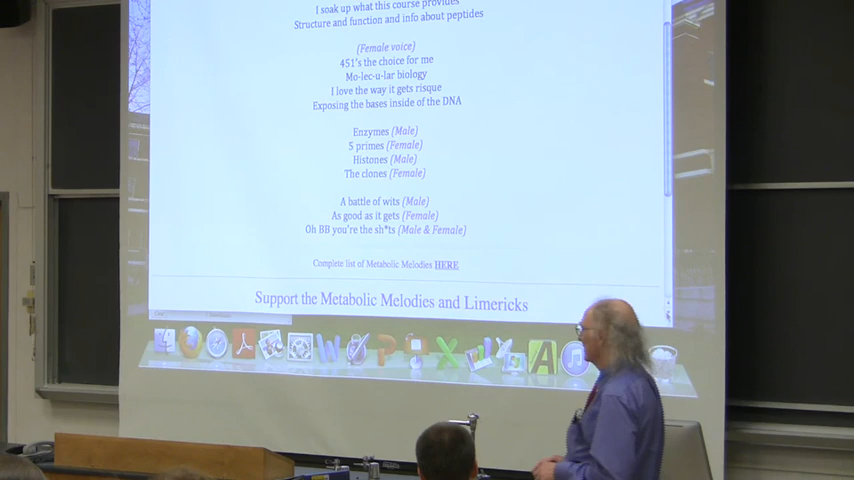 I soak up what this course provides
Structure and function and info about peptides
(Female voice)
451's the choice for me
Mo-lec-u-lar biology
I love the way it gets risque
Exposing the bases inside of the DNA
Enzymes (Male)
5 primes (Female)
Histones (Male)
The clones (Female)
A battle of wits (Male)
As good as it gets (Female)
Oh BB you're the sh*ts (Male & Female)
Complete list of Metabolic Melodies HERE
Support the Metabolic Melodies and Limericks